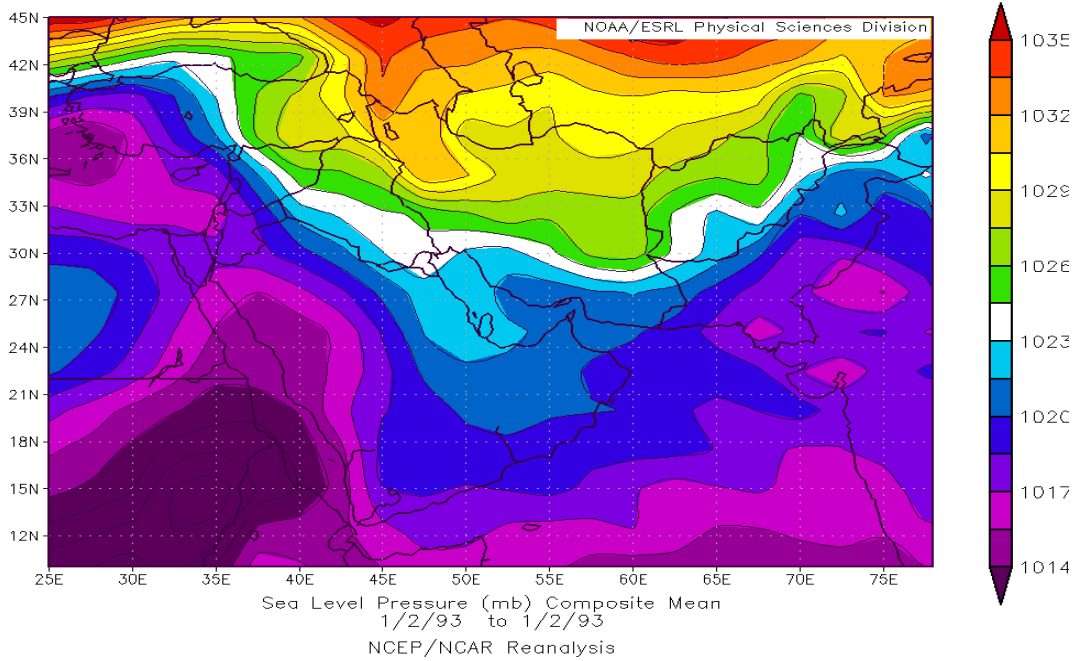 NOAA/ESRL Physical Sciences Division
45N
42N
39N
36N
33N
30N
27N
24N
21N
18N
15N
12N
25E 30E 35E 40E 45E 50E 55E 60E 65E 70E 75E
1035
1032
1029
1026
1023
1020
1017
1014
Sea Level Pressure (mb) Composite Mean
1/2/93 to 1/2/93
NCEP/NCAR Reanalysis